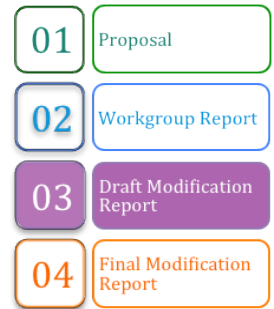 01 Proposal
02 Workgroup Report
03 Draft Modification
Report
04 Final Modification
Report